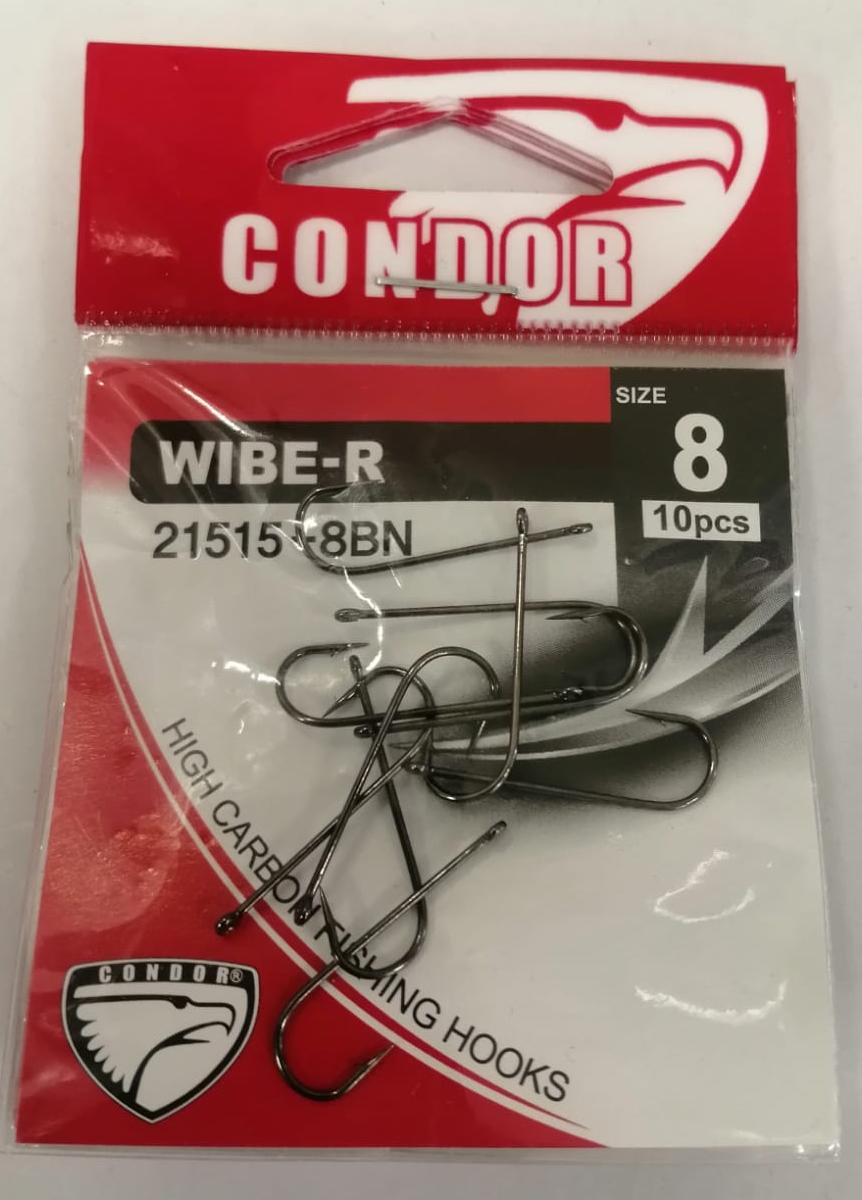 CONDOR
SIZE
8
10pcs
WIBE-R
21515-8BN
HIGH CARBON FISHING HOOKS
CONDOR®